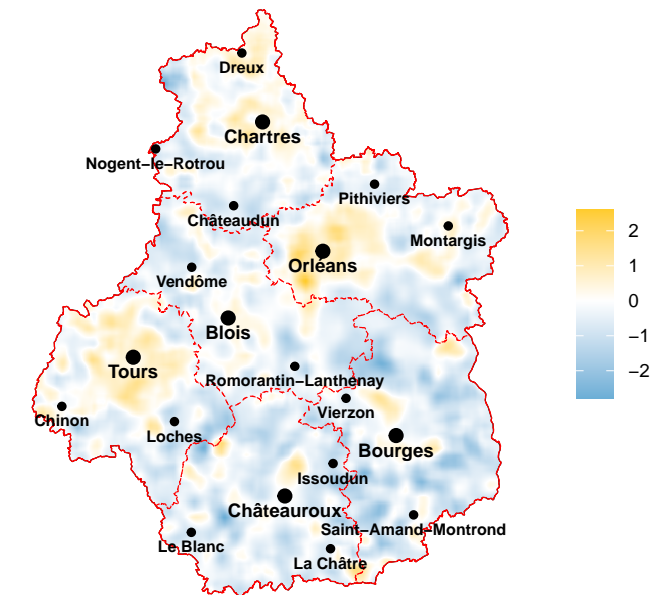 Dreux
Chartres
Nogent−le−Rotrou
Pithiviers
Châteaudun
Montargis
Orléans
Vendôme
Blois
Tours
Romorantin−Lanthenay
Chinon
Vierzon
Loches
Bourges
Issoudun
Châteauroux
Saint−Amand−Montrond
Le Blanc
La Châtre
2
1
0
−1
−2